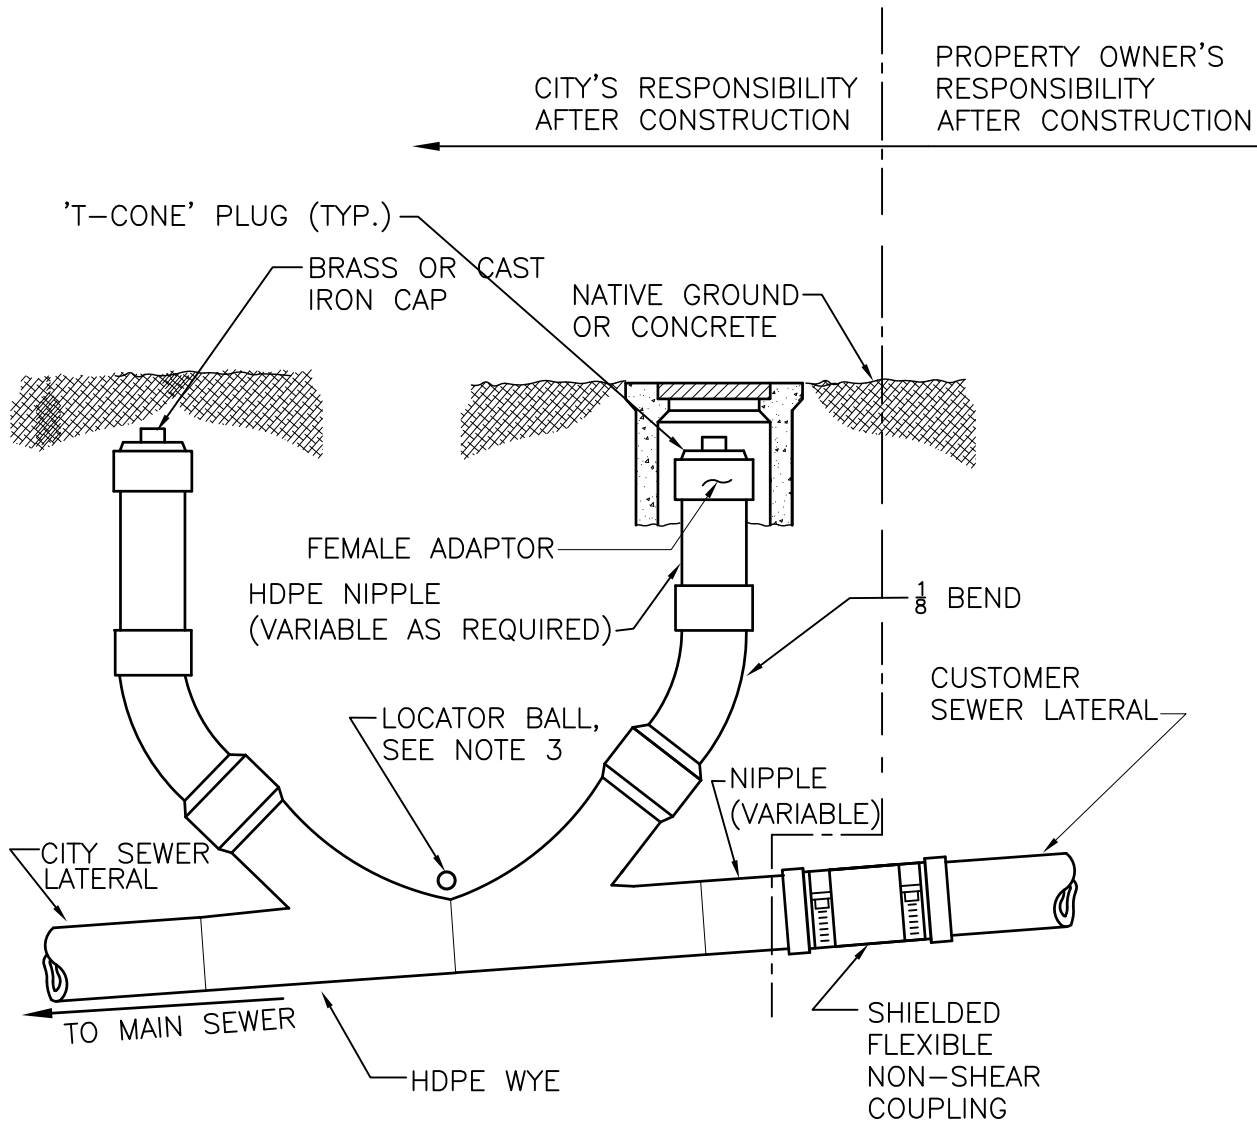 CITY'S RESPONSIBILITY
AFTER CONSTRUCTION
PROPERTY OWNER'S
RESPONSIBILITY
AFTER CONSTRUCTION
'T-CONE' PLUG (TYP.)
BRASS OR CAST
IRON CAP
NATIVE GROUND
OR CONCRETE
FEMALE ADAPTOR
HDPE NIPPLE
(VARIABLE AS REQUIRED)
1/8 BEND
CUSTOMER
SEWER LATERAL
LOCATOR BALL,
SEE NOTE 3
NIPPLE
(VARIABLE)
CITY SEWER
LATERAL
TO MAIN SEWER
HDPE WYE
SHIELDED
FLEXIBLE
NON-SHEAR
COUPLING